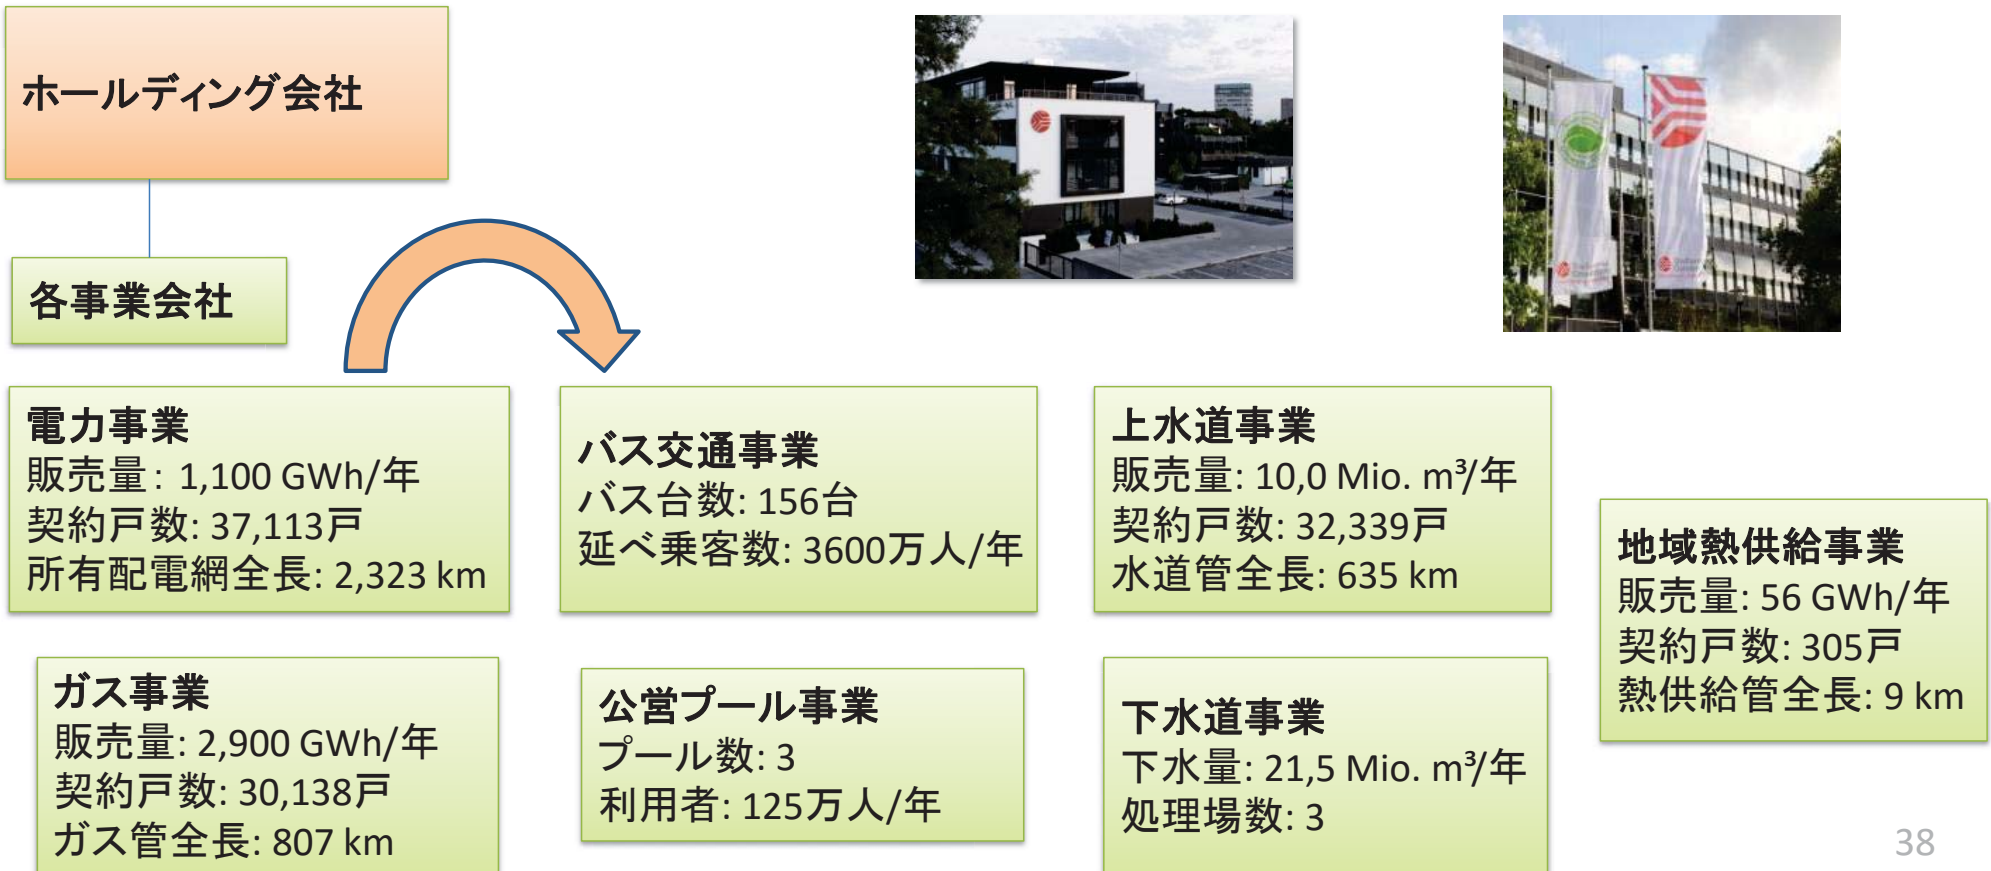 ホールディング会社
各事業会社
電力事業
販売量: 1,100 GWh/年
契約戸数: 37,113戸
所有配電網全長: 2,323 km
バス交通事業
バス台数: 156台
延べ乗客数: 3600万人/年
上水道事業
販売量: 10,0 Mio. m³/年
契約戸数: 32,339戸
水道管全長: 635 km
地域熱供給事業
販売量: 56 GWh/年
契約戸数: 305戸
熱供給管全長: 9 km
ガス事業
販売量: 2,900 GWh/年
契約戸数: 30,138戸
ガス管全長: 807 km
公営プール事業
プール数: 3
利用者: 125万人/年
下水道事業
下水量: 21,5 Mio. m³/年
処理場数: 3
38